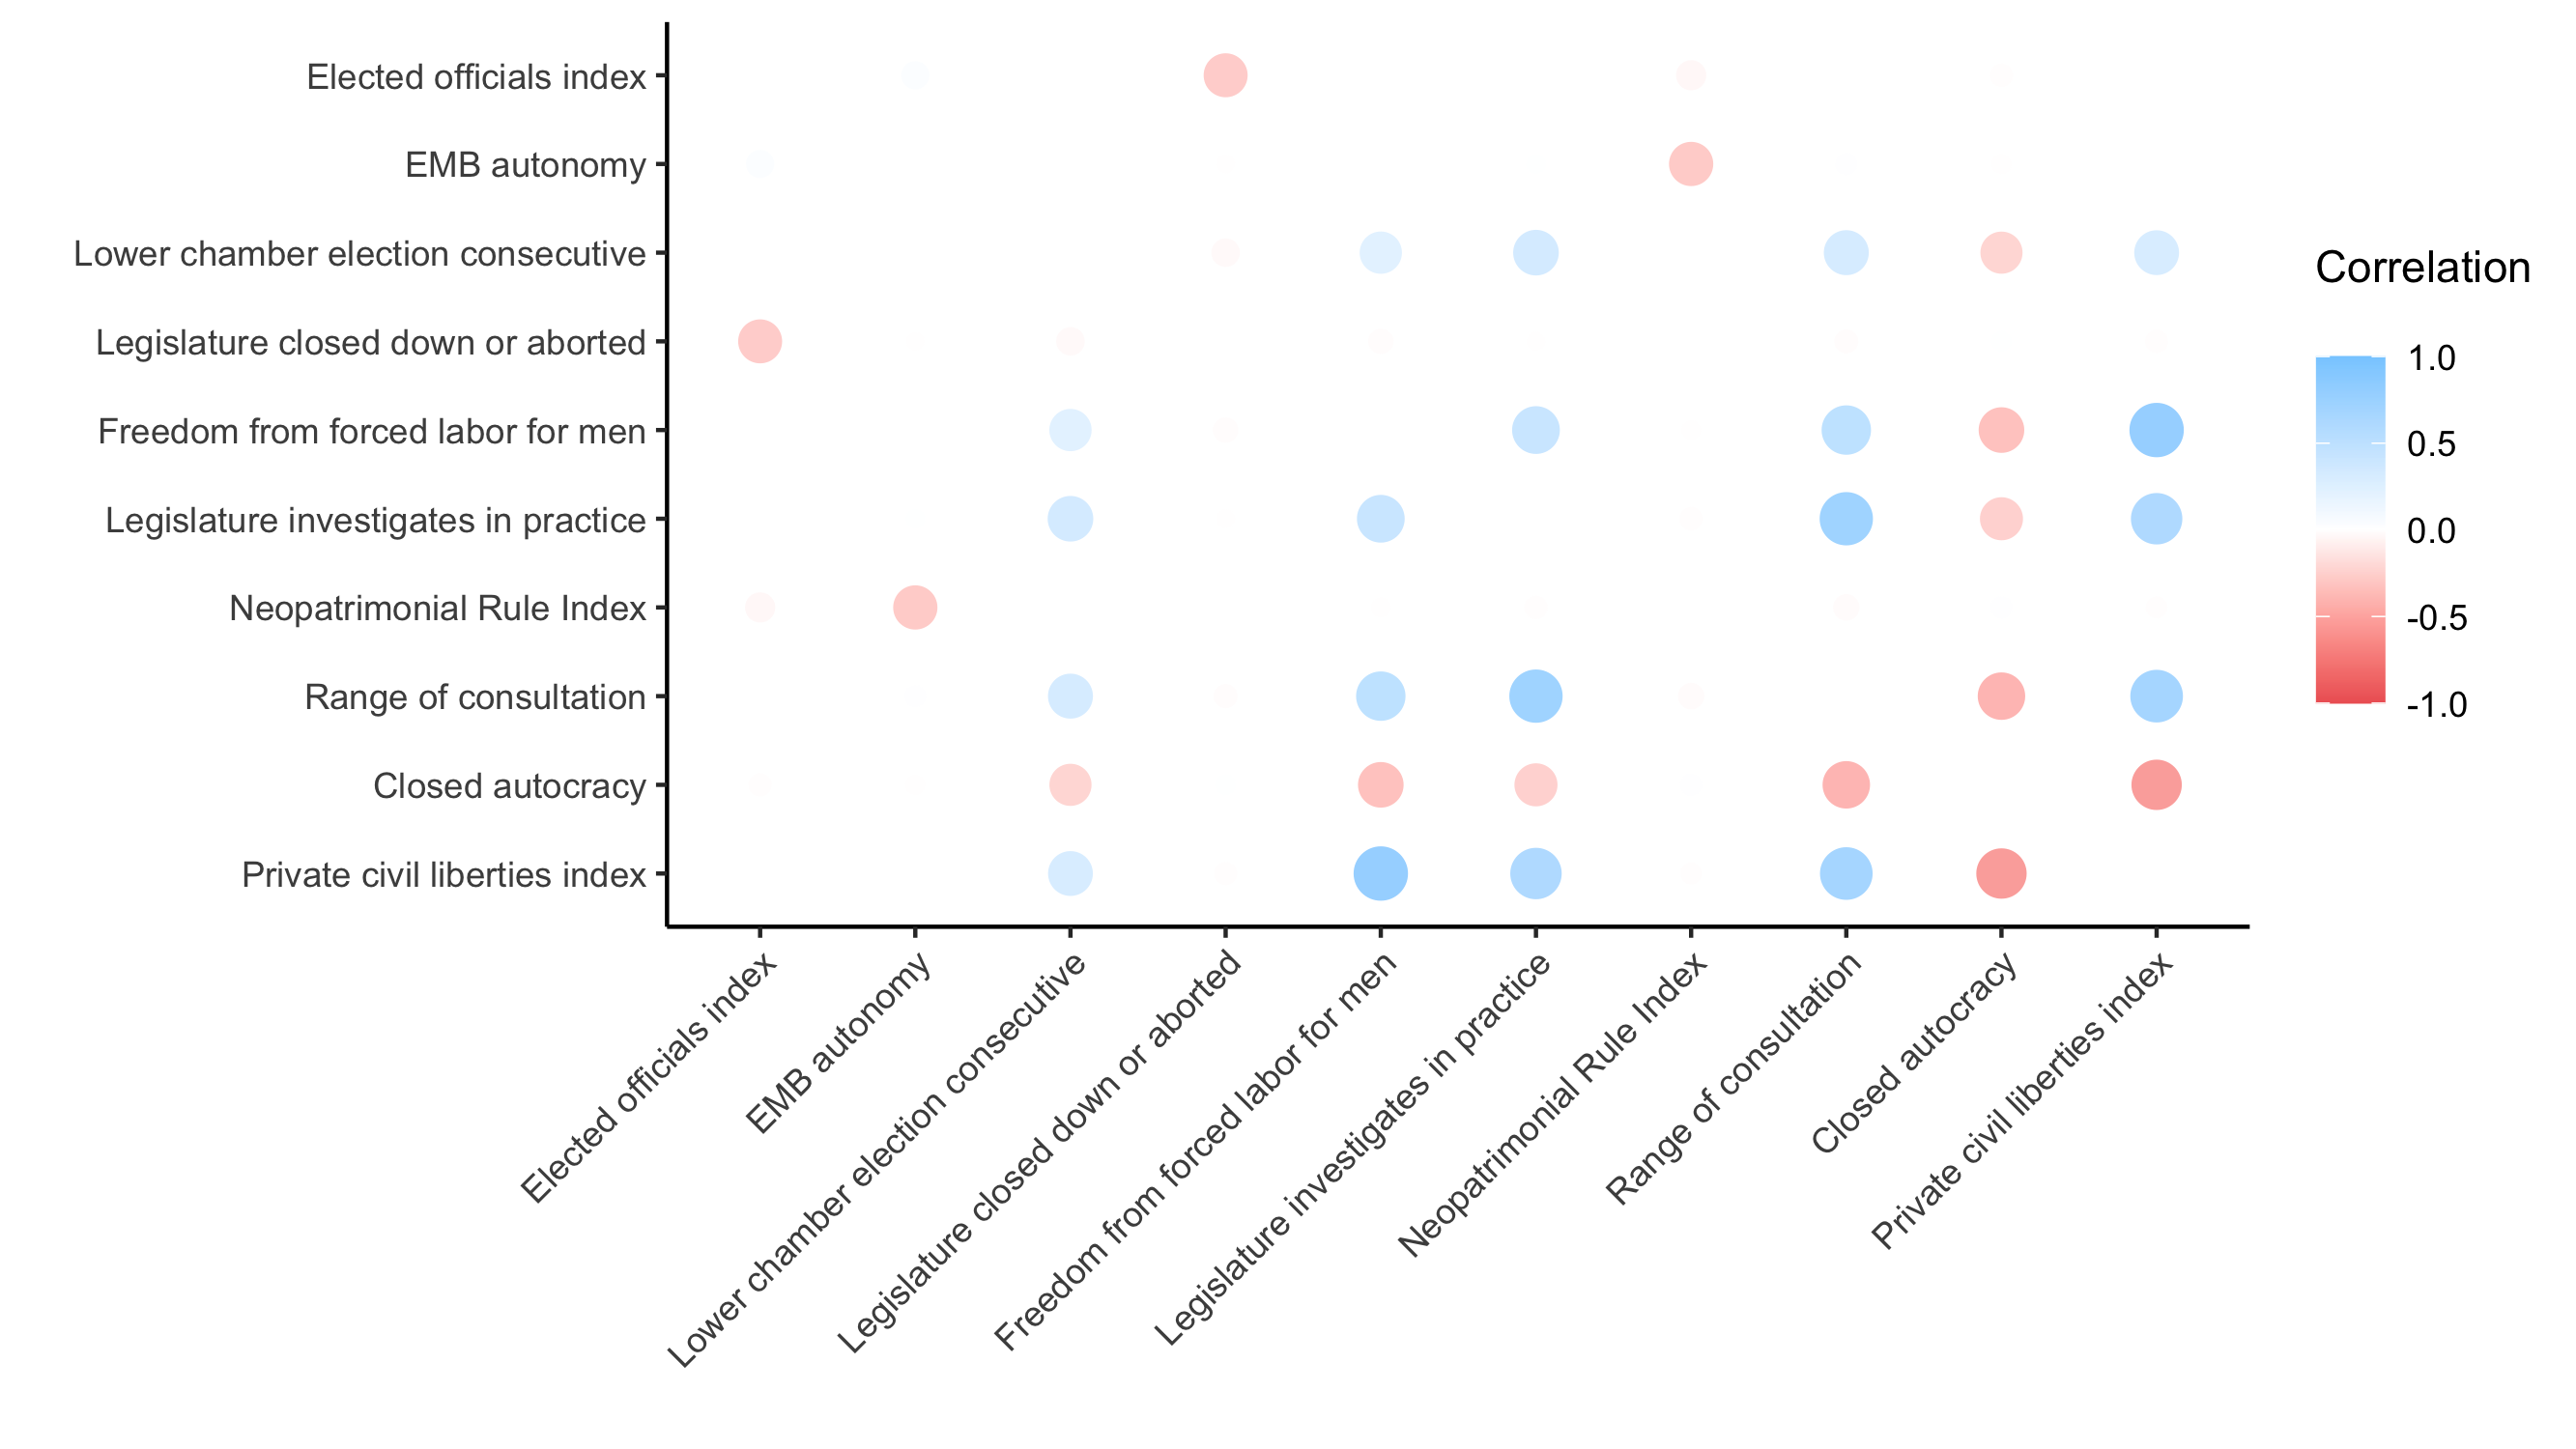 Elected officials index
EMB autonomy
Lower chamber election consecutive
Legislature closed down or aborted
Freedom from forced labor for men
Legislature investigates in practice
Neopatrimonial Rule Index
Range of consultation
Closed autocracy
Private civil liberties index
Elected officials index
EMB autonomy
Lower chamber election consecutive
Legislature closed down or aborted
Freedom from forced labor for men
Legislature investigates in practice
Neopatrimonial Rule Index
Range of consultation
Closed autocracy
Private civil liberties index
Correlation
1.0
0.5
0.0
-0.5
-1.0